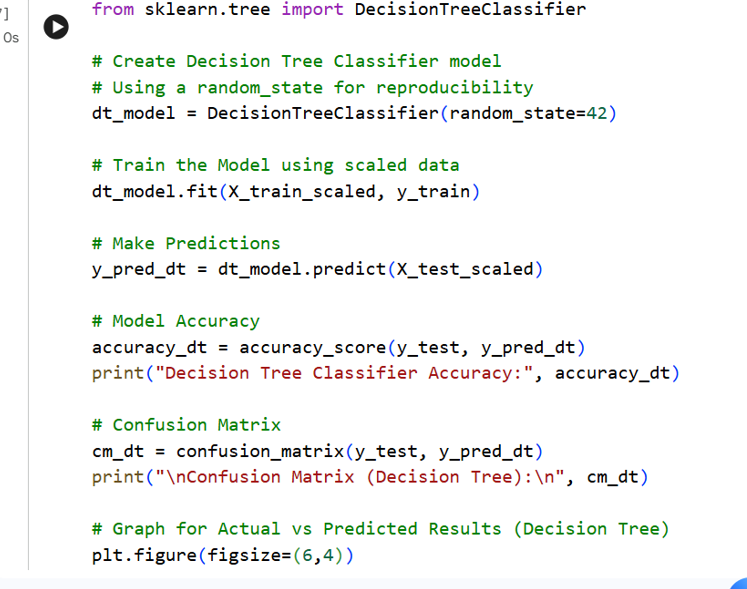 ']
0s
from sklearn.tree import DecisionTreeClassifier
# Create Decision Tree Classifier model
# Using a random_state for reproducibility
dt_model = DecisionTreeClassifier(random_state=42)
# Train the Model using scaled data
dt_model.fit(X_train_scaled, y_train)
# Make Predictions
y_pred_dt = dt_model.predict(X_test_scaled)
# Model Accuracy
accuracy_dt = accuracy_score(y_test, y_pred_dt)
print("Decision Tree Classifier Accuracy:", accuracy_dt)
# Confusion Matrix
cm_dt = confusion_matrix(y_test, y_pred_dt)
print("\nConfusion Matrix (Decision Tree):\n", cm_dt)
# Graph for Actual vs Predicted Results (Decision Tree)
plt.figure(figsize=(6,4))